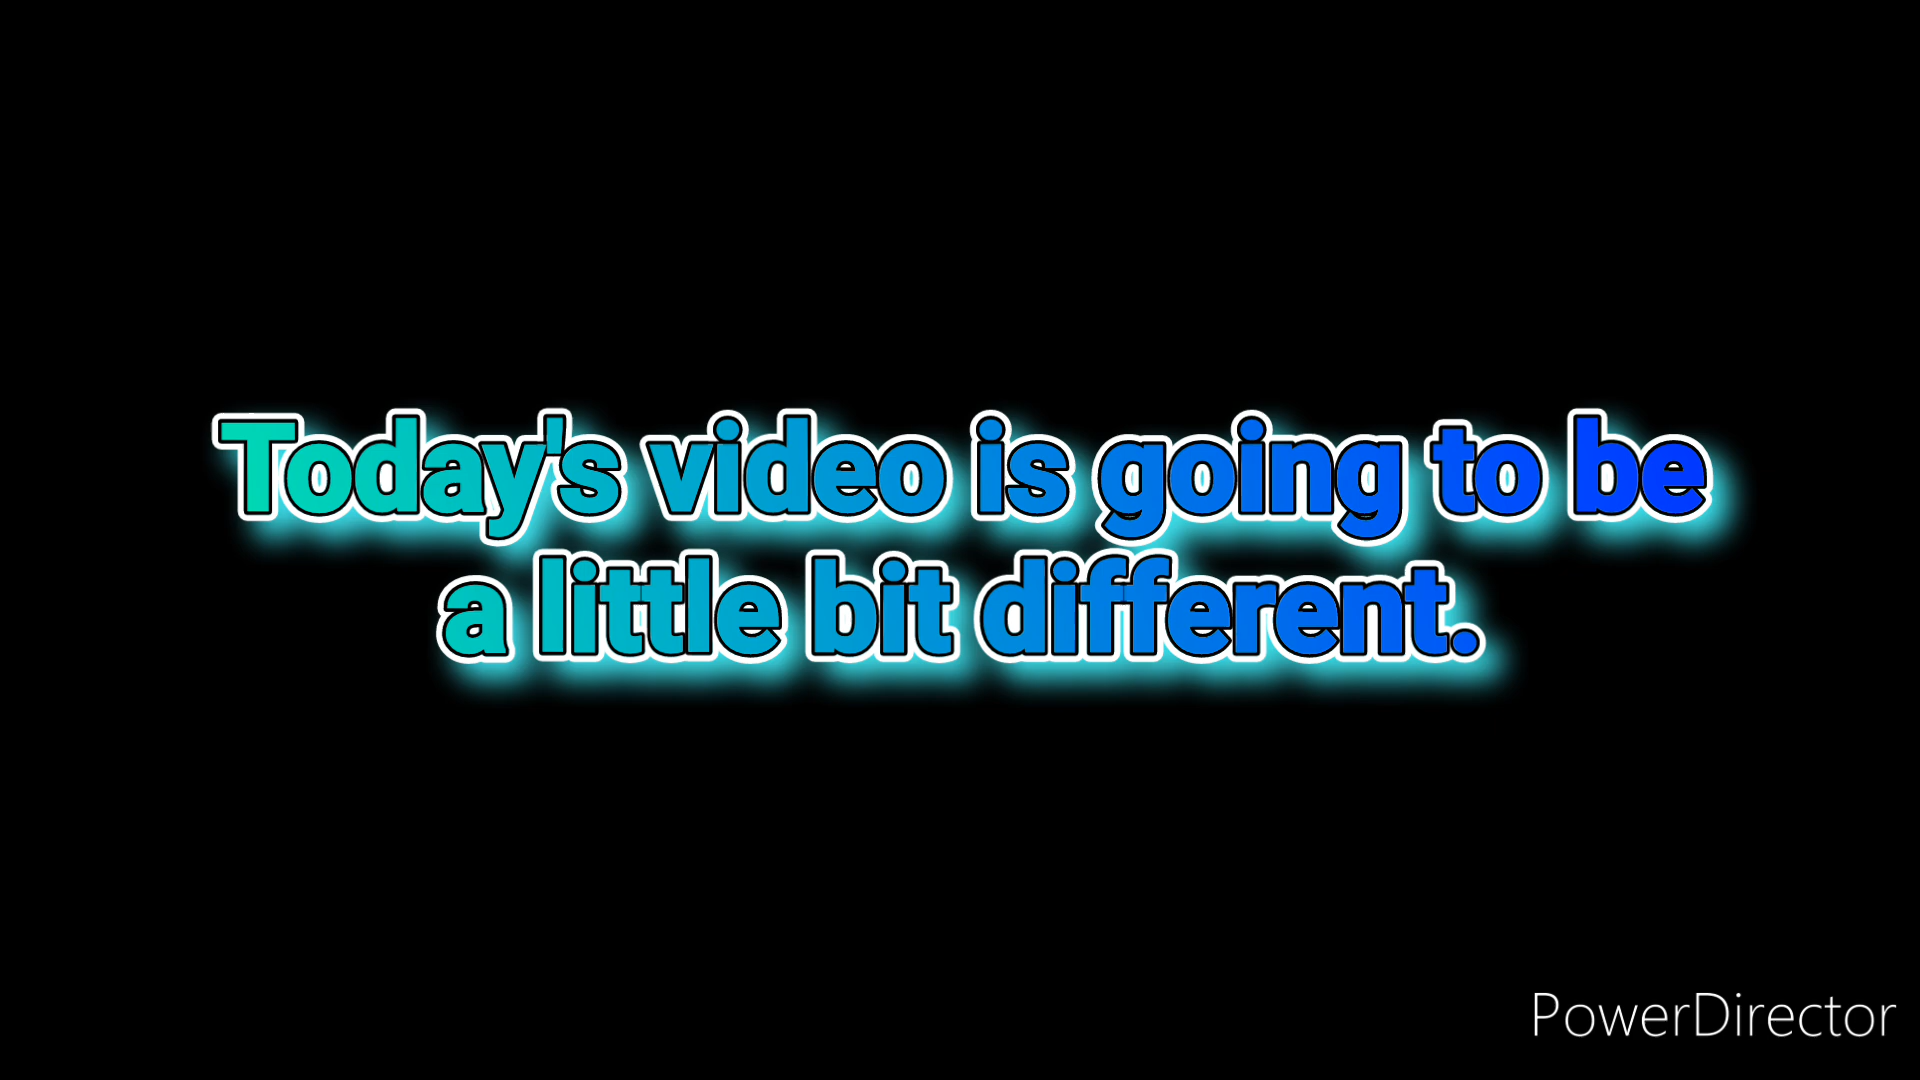 Today's video is going to be
a little bit different.
PowerDirector